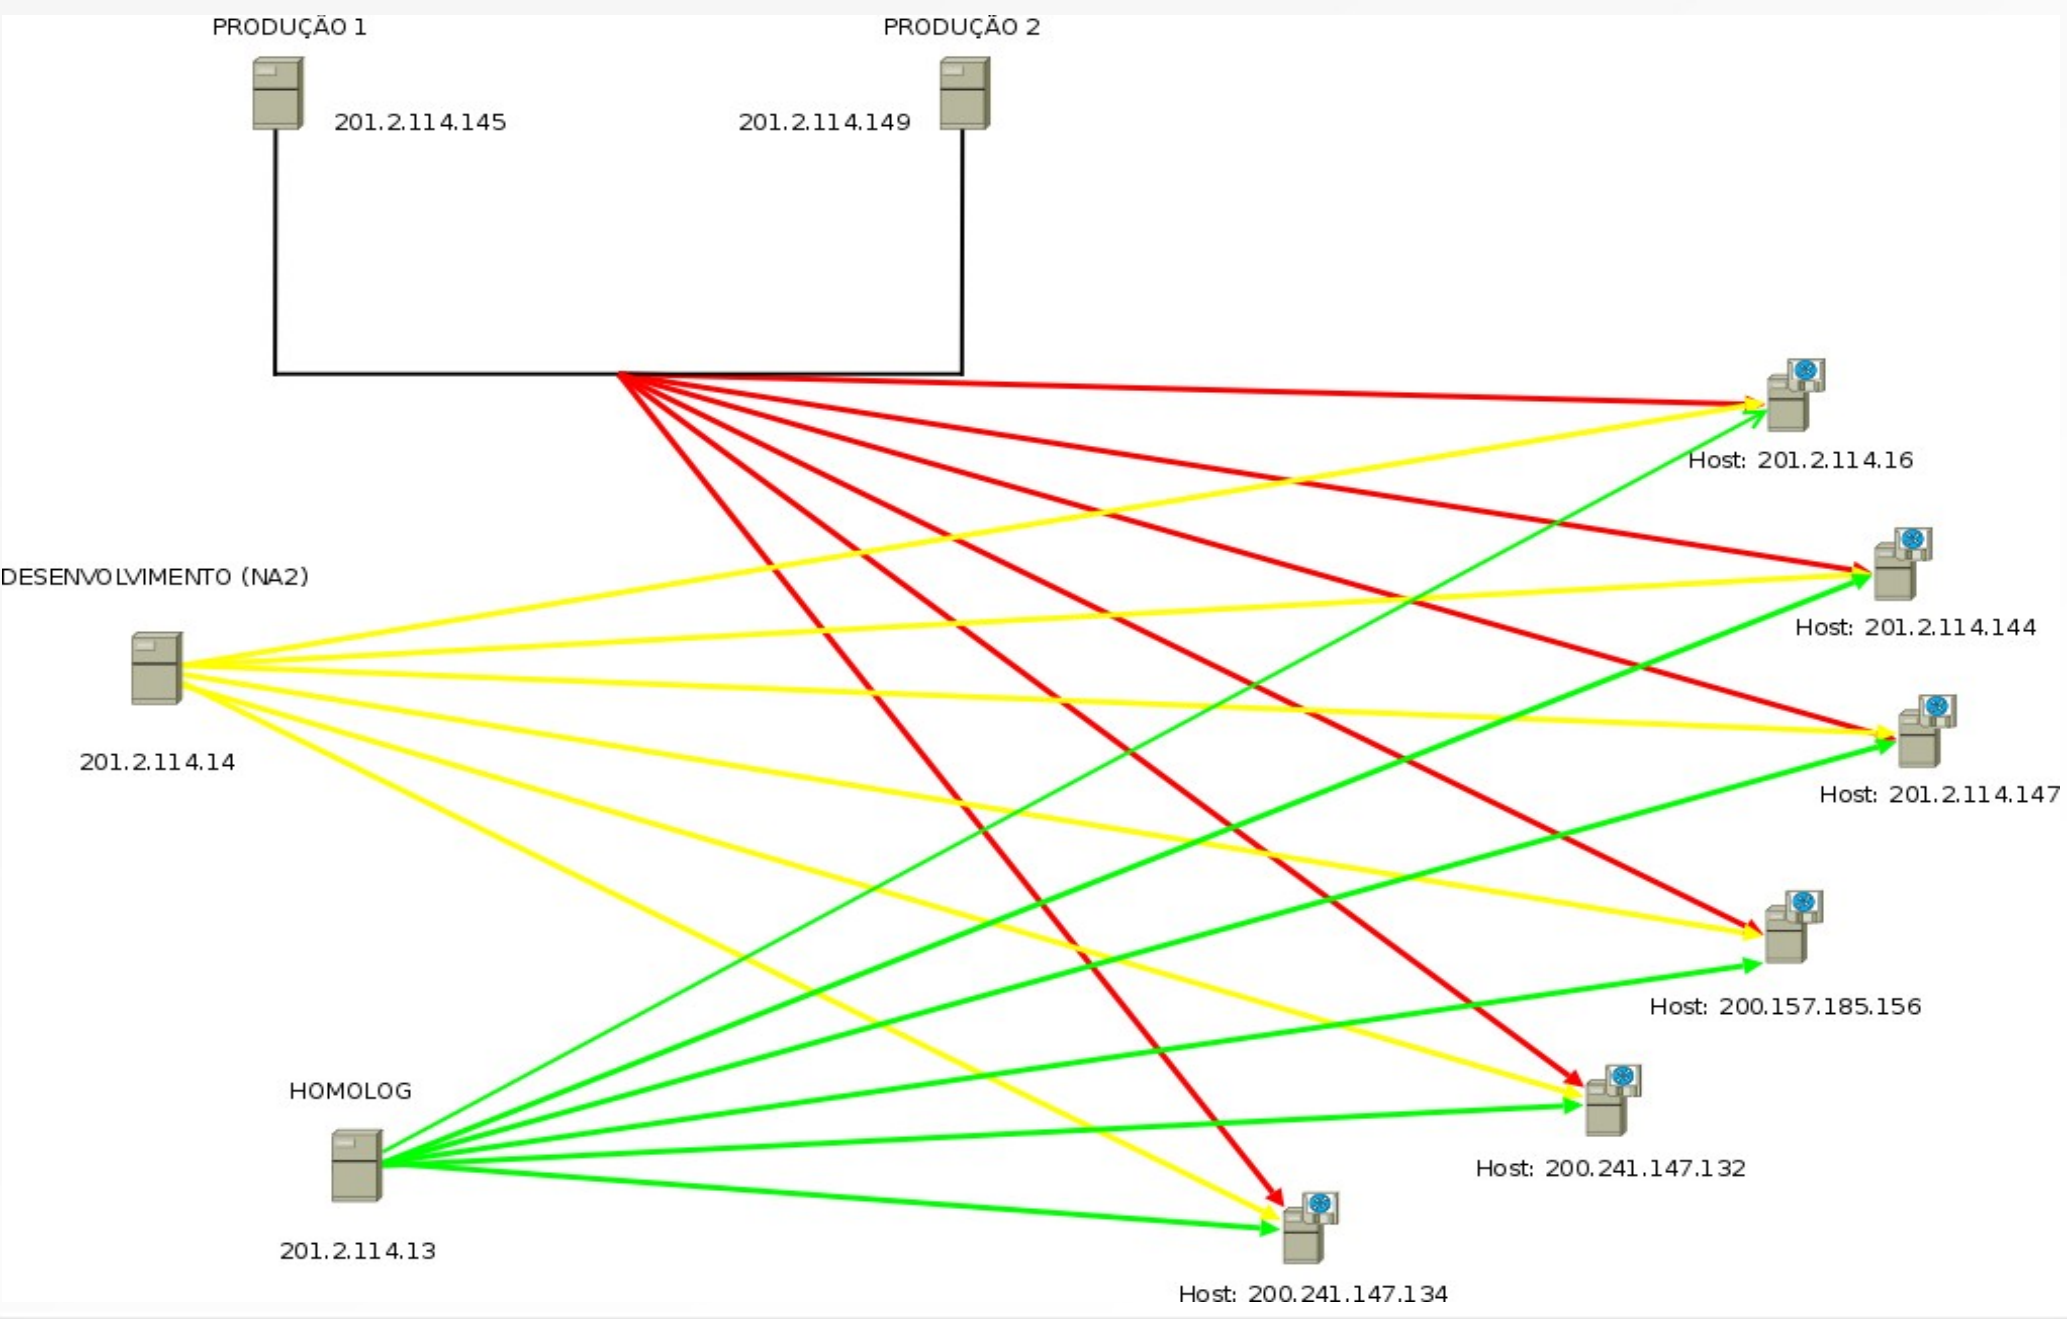 PRODUÇÃO 1
PRODUÇÃO 2
201.2.114.145
201.2.114.149
Host: 201.2.114.16
DESENVOLVIMENTO (NA2)
Host: 201.2.114.144
201.2.114.14
Host: 201.2.114.147
Host: 200.157.185.156
HOMOLOG
Host: 200.241.147.132
201.2.114.13
Host: 200.241.147.134